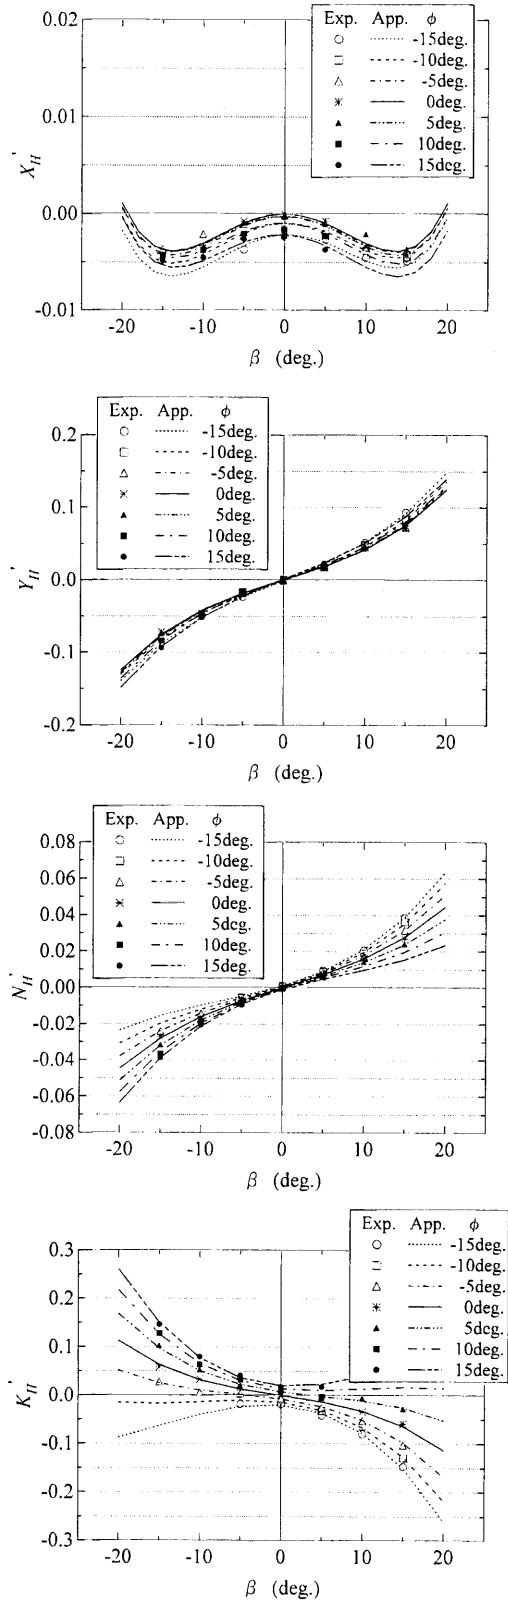 Exp. App. ϕ
-15deg.
-10deg.
-5deg.
0deg.
5deg.
10deg.
15dcg.
0.02
0.01
0.00
-0.01
X_H'
-20 -10 0 10 20
β (deg.)
Exp. App. ϕ
-15deg.
-10deg.
-5deg.
0deg.
5deg.
10deg.
15deg.
0.2
0.1
0.0
-0.1
-0.2
Y_H'
-20 -10 0 10 20
β (deg.)
Exp. App. ϕ
-15deg.
-10deg.
-5deg.
0deg.
5dcg.
10deg.
15deg.
0.08
0.06
0.04
0.02
0.00
-0.02
-0.04
-0.06
-0.08
N_H'
-20 -10 0 10 20
β (deg.)
Exp. App. ϕ
-15deg.
-10deg.
-5deg.
0deg.
5dcg.
10deg.
15deg.
0.3
0.2
0.1
0.0
-0.1
-0.2
-0.3
K_H'
-20 -10 0 10 20
β (deg.)